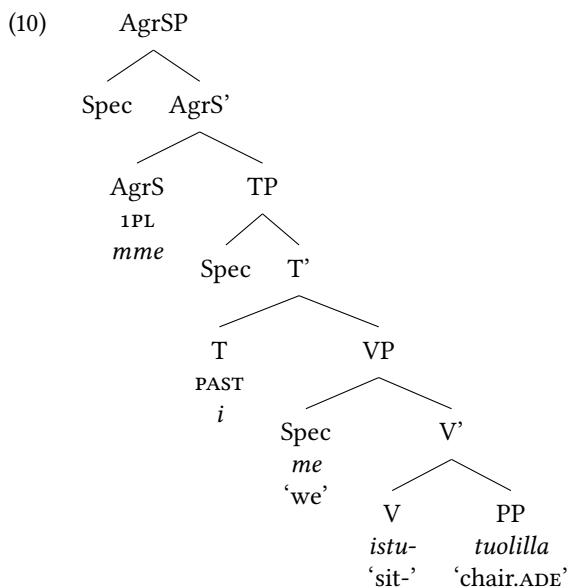 (10) AgrSP
Spec AgrS’
AgrS TP
1PL
mme
Spec T’
T VP
PAST
i
Spec V’
me
‘we’
V PP
istu- tuolilla
‘sit-’ ‘chair.ADE’